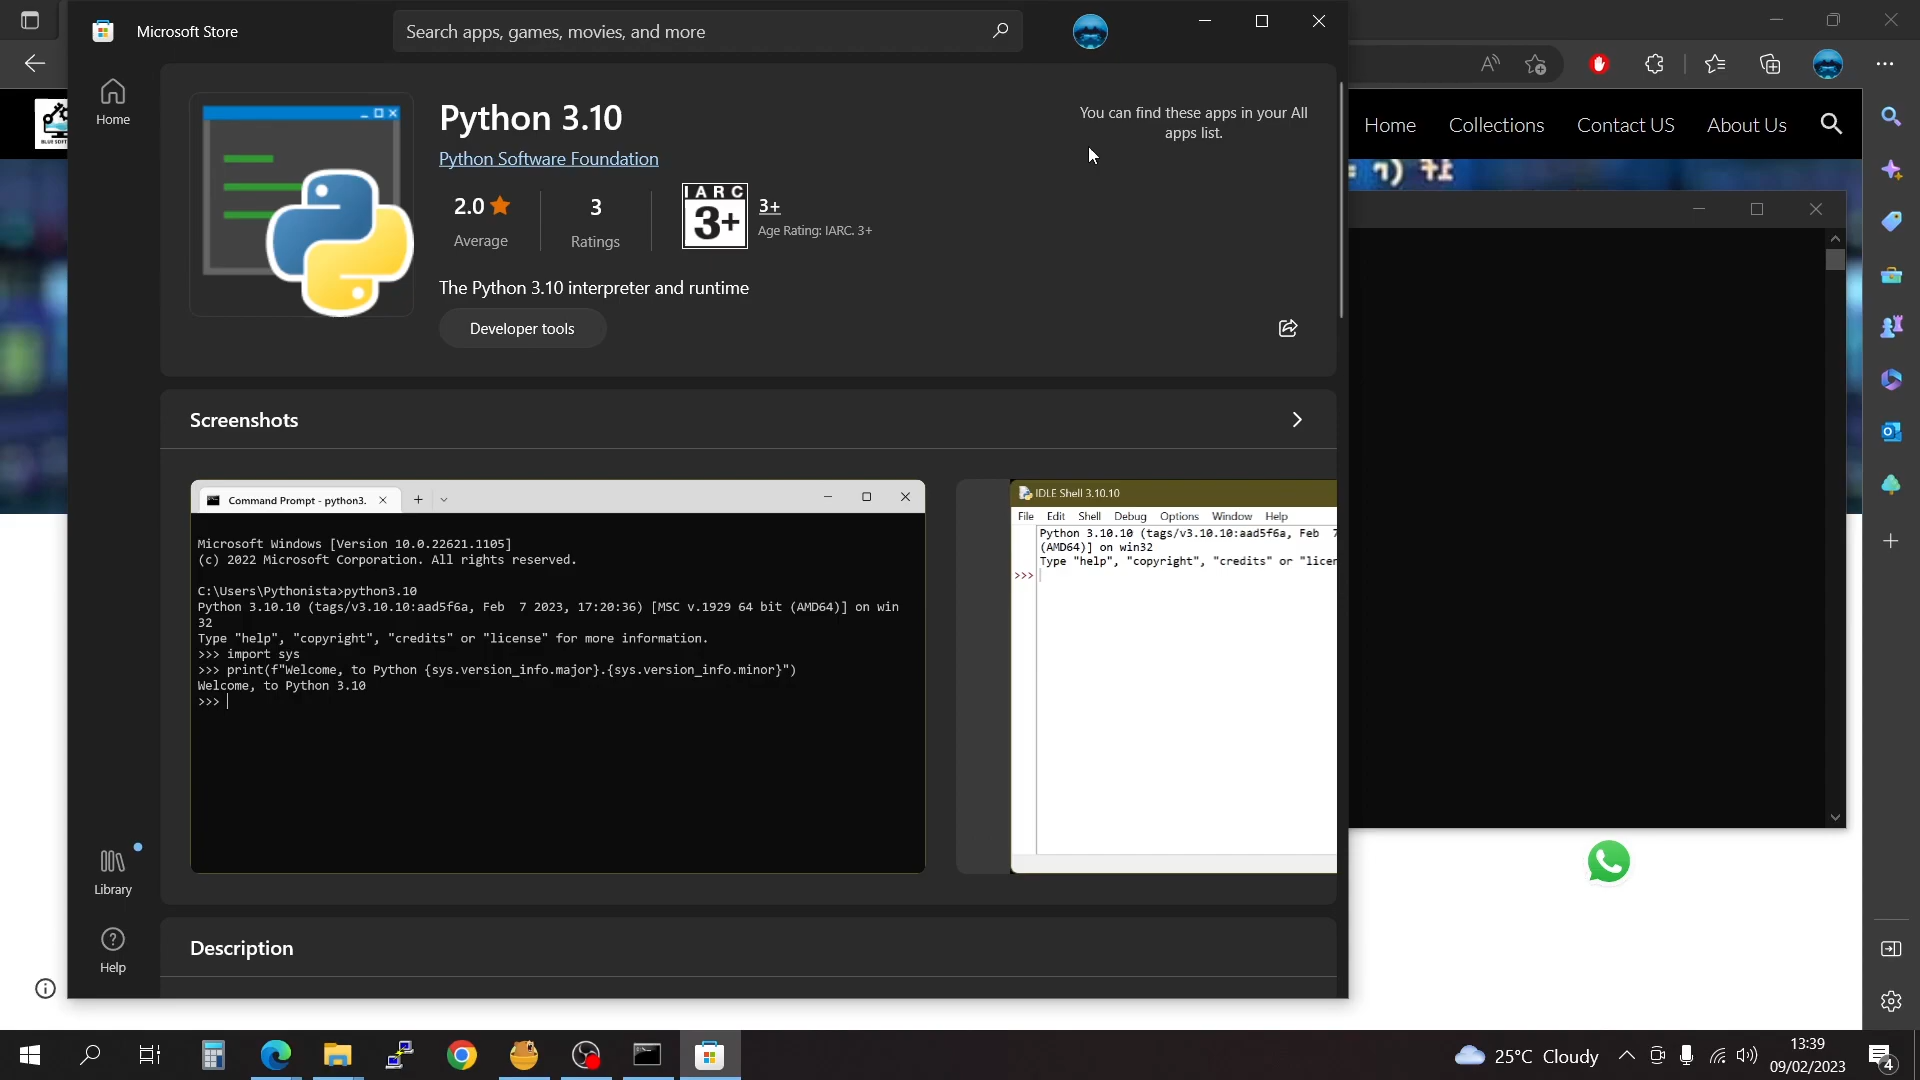 Microsoft Store
Search apps, games, movies, and more
Home
Python 3.10
Python Software Foundation
You can find these apps in your All
apps list.
2.0
Average
3
Ratings
IARC
3+
3+
Age Rating: IARC. 3+
The Python 3.10 interpreter and runtime
Developer tools
Screenshots
Command Prompt - python3.
Microsoft Windows [Version 10.0.22621.1105]
(c) 2022 Microsoft Corporation. All rights reserved.
C:\Users\Pythonista>python3.10
Python 3.10.10 (tags/v3.10.10:aad5f6a, Feb  7 2023, 17:20:36) [MSC v.1929 64 bit (AMD64)] on win
32
Type "help", "copyright", "credits" or "license" for more information.
>>> import sys
>>> print(f"Welcome, to Python {sys.version_info.major}.{sys.version_info.minor}")
Welcome, to Python 3.10
>>>
IDLE Shell 3.10.10
File Edit Shell Debug Options Window Help
Python 3.10.10 (tags/v3.10.10:aad5f6a, Feb  7
(AMD64)] on win32
Type "help", "copyright", "credits" or "licen
>>>
Library
Help
Description
Home
Collections
Contact US
About Us
25°C Cloudy
13:39
09/02/2023
4